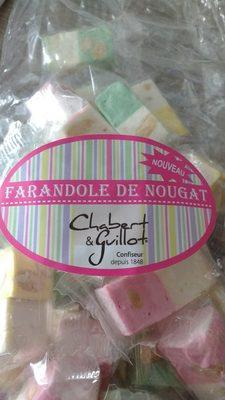 NOUVEAU
FARANDOLE DE NOUGAT
Chabert
& Guillot
Confiseur
depuis 1848